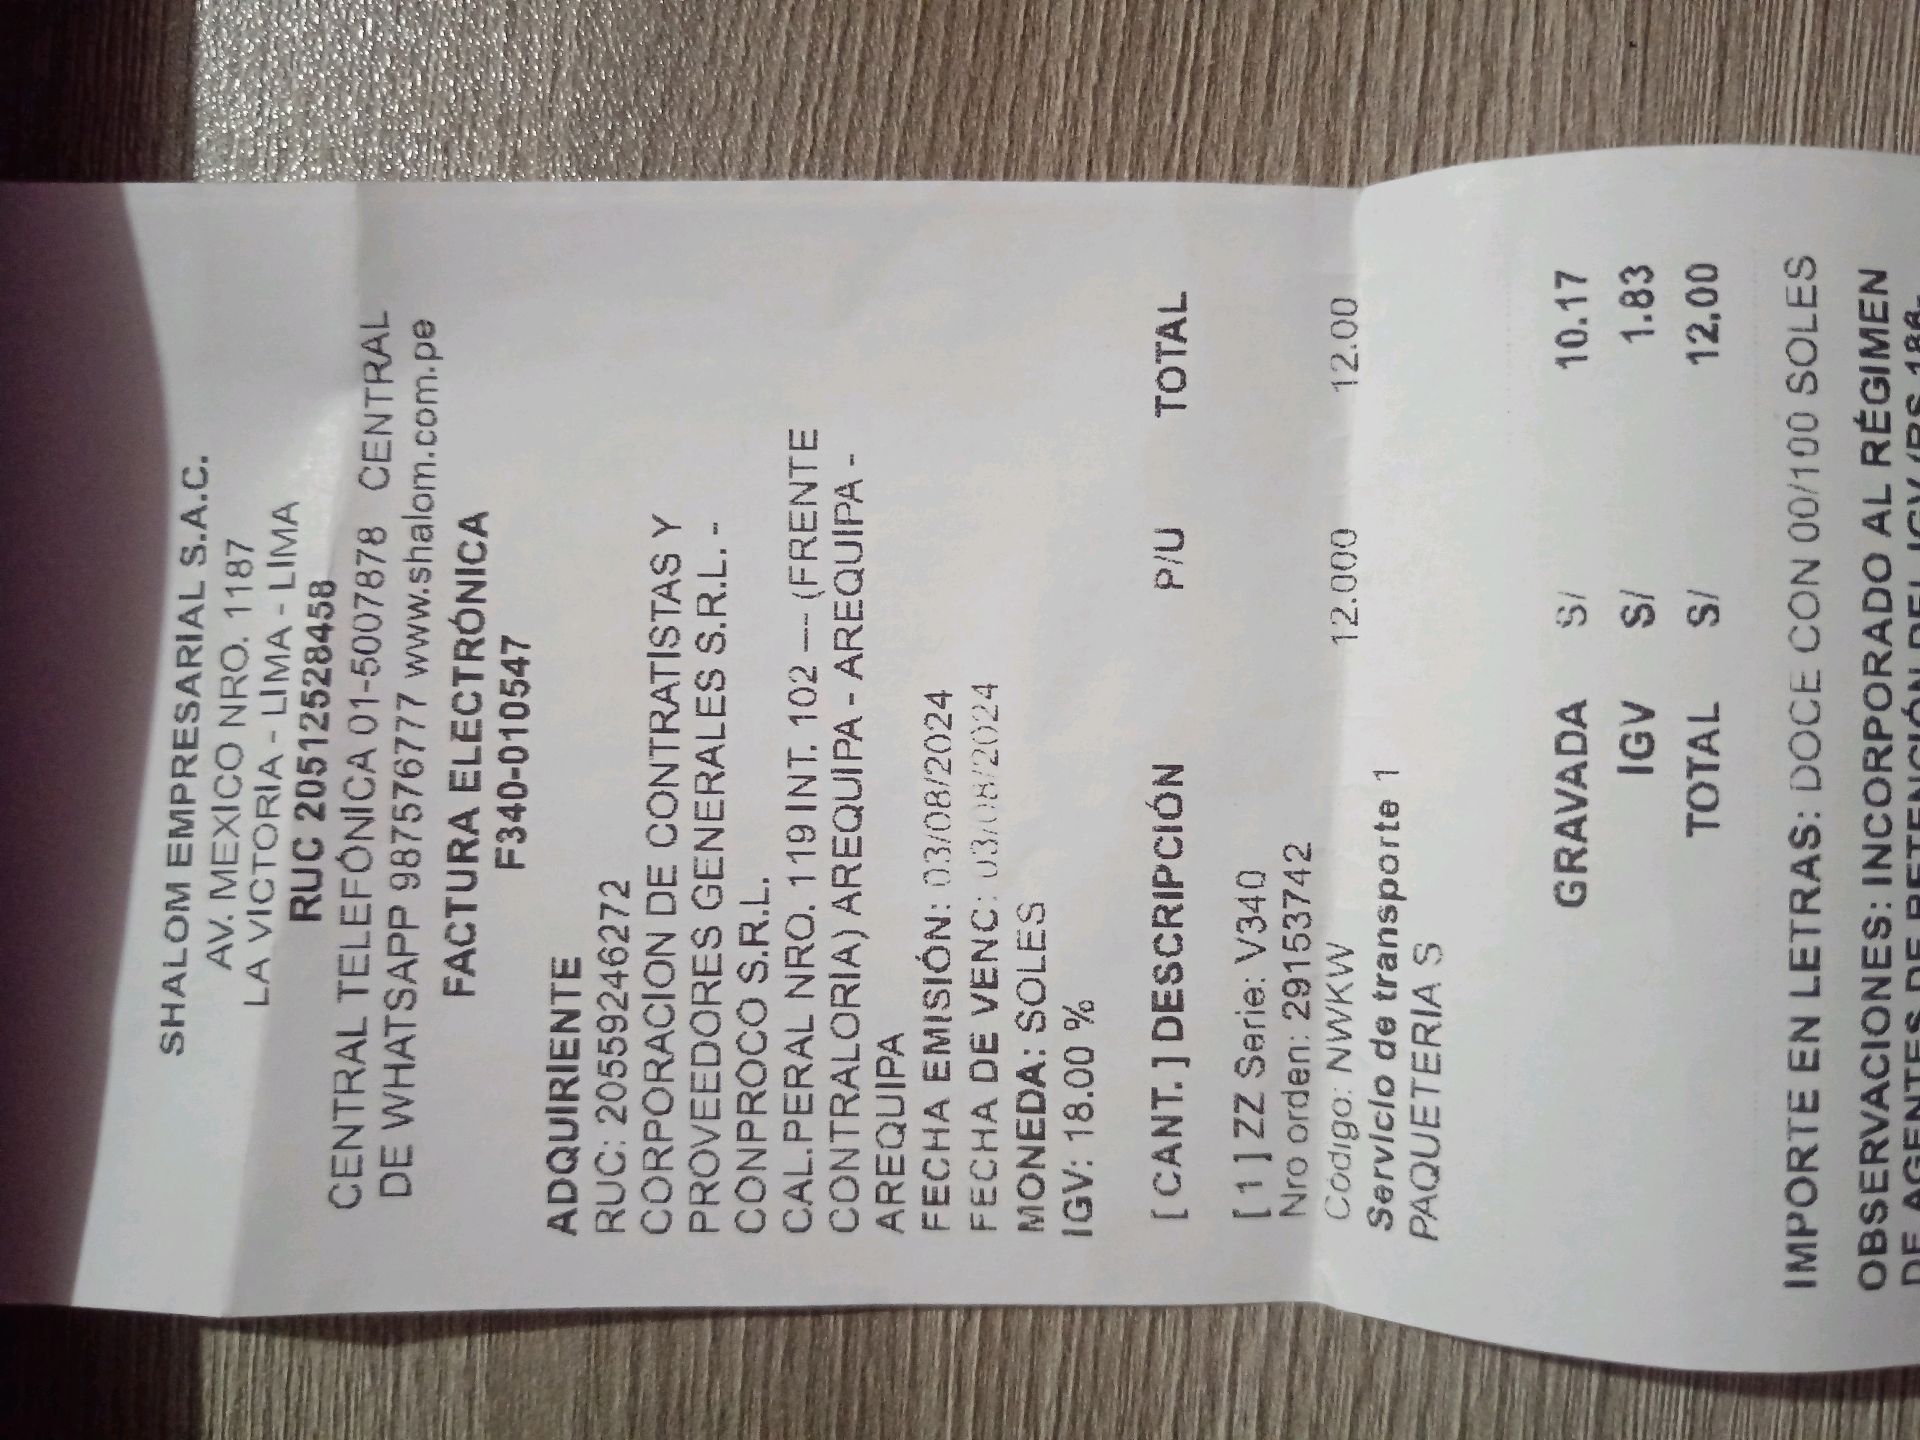 SHALOM EMPRESARIAL S.A.C.
AV. MEXICO NRO. 1187
LA VICTORIA - LIMA - LIMA
RUC 20512528458
CENTRAL TELEFÓNICA 01-5007878 CENTRAL
DE WHATSAPP 987576777 www.shalom.com.pe
FACTURA ELECTRÓNICA
F340-010547
ADQUIRIENTE
RUC: 20559246272
CORPORACION DE CONTRATISTAS Y
PROVEEDORES GENERALES S.R.L. -
CONPROCO S.R.L.
CAL.PERAL NRO. 119 INT. 102 --- (FRENTE
CONTRALORIA) AREQUIPA - AREQUIPA -
AREQUIPA
FECHA EMISIÓN: 03/08/2024
FECHA DE VENC: 03/08/2024
MONEDA: SOLES
IGV: 18.00 %
[ CANT. ] DESCRIPCIÓN P/U TOTAL
[ 1 ] ZZ Serie: V340
Nro orden: 29153742
Codigo: NWKW 12.000 12.00
Servicio de transporte 1
PAQUETERIA S
GRAVADA S/ 10.17
IGV S/ 1.83
TOTAL S/ 12.00
IMPORTE EN LETRAS: DOCE CON 00/100 SOLES
OBSERVACIONES: INCORPORADO AL RÉGIMEN
DE AGENTES DE RETENCIÓN DEL IGV (RS 188-